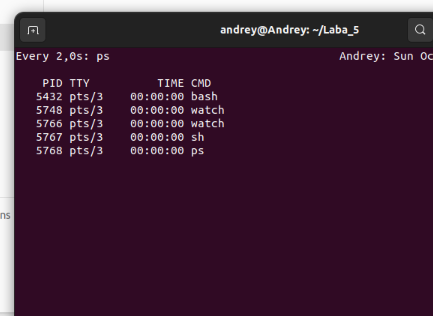 andrey@Andrey: ~/Laba_5
Every 2,0s: ps Andrey: Sun Oc
PID TTY TIME CMD
5432 pts/3 00:00:00 bash
5748 pts/3 00:00:00 watch
5766 pts/3 00:00:00 watch
5767 pts/3 00:00:00 sh
5768 pts/3 00:00:00 ps
ns